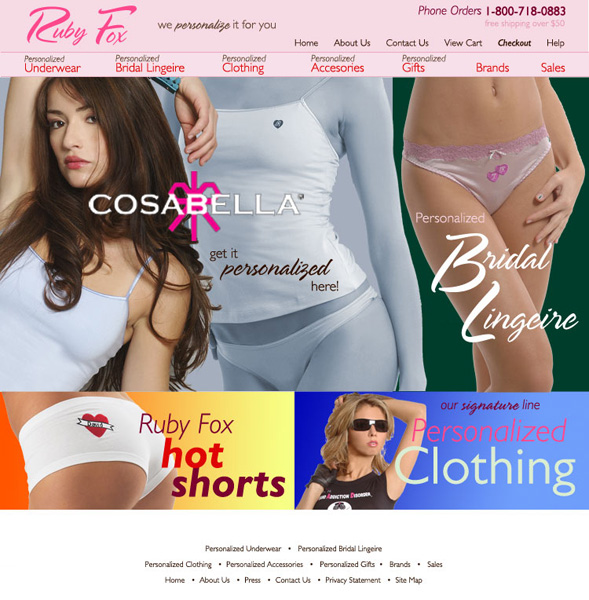 Ruby Fox
we personalize it for you
Phone Orders 1-800-718-0883
free shipping over $50
Home About Us Contact Us View Cart Checkout Help
Personalized Underwear
Personalized Bridal Lingeire
Personalized Clothing
Personalized Accesories
Personalized Gifts
Brands
Sales
COSABELLA
get it
personalized
here!
Personalized
Bridal
Lingeire
David
Ruby Fox
hot
shorts
our signature line
Personalized
Clothing
ADDICTION DISORDER
Personalized Underwear • Personalized Bridal Lingeire
Personalized Clothing • Personalized Accessories • Personalized Gifts • Brands • Sales
Home • About Us • Press • Contact Us • Privacy Statement • Site Map